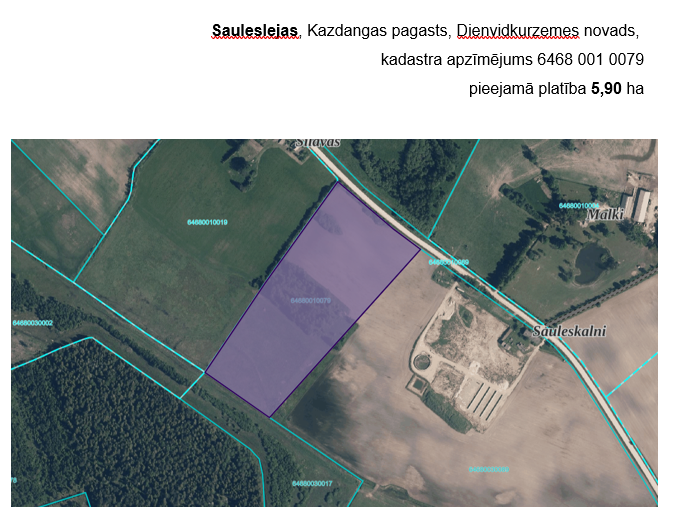 Sauleslejas, Kazdangas pagasts, Dienvidkurzemes novads,
kadastra apzīmējums 6468 001 0079
pieejamā platība 5,90 ha
64680010019
Malki
64680010079
64680030002
Sauleskalni
64680030017